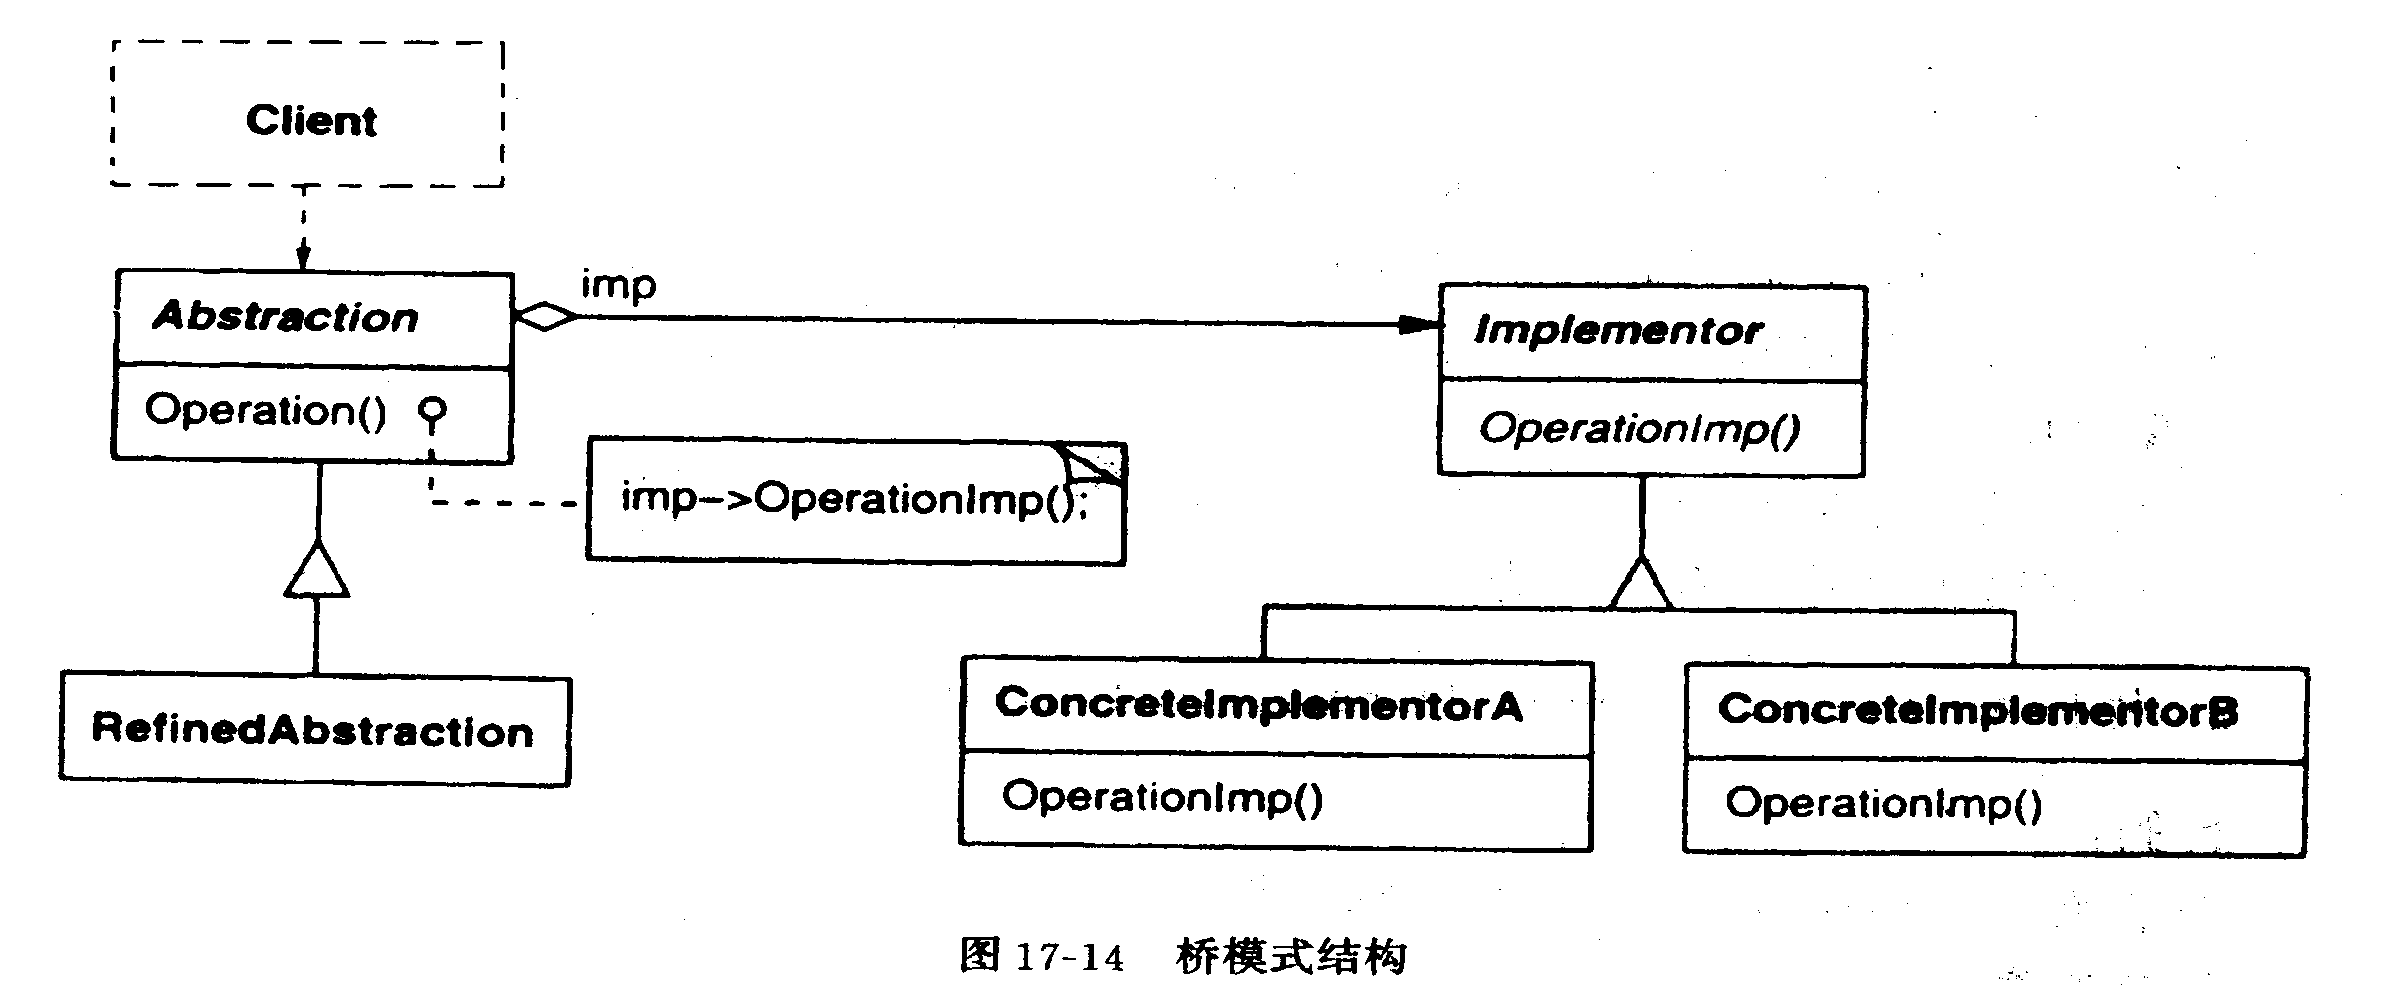 Client
imp
Abstraction
Operation()
imp->OperationImp();
Implementor
OperationImp()
RefinedAbstraction
ConcreteImplementorA
OperationImp()
ConcreteImplementorB
OperationImp()
图 17-14 桥模式结构